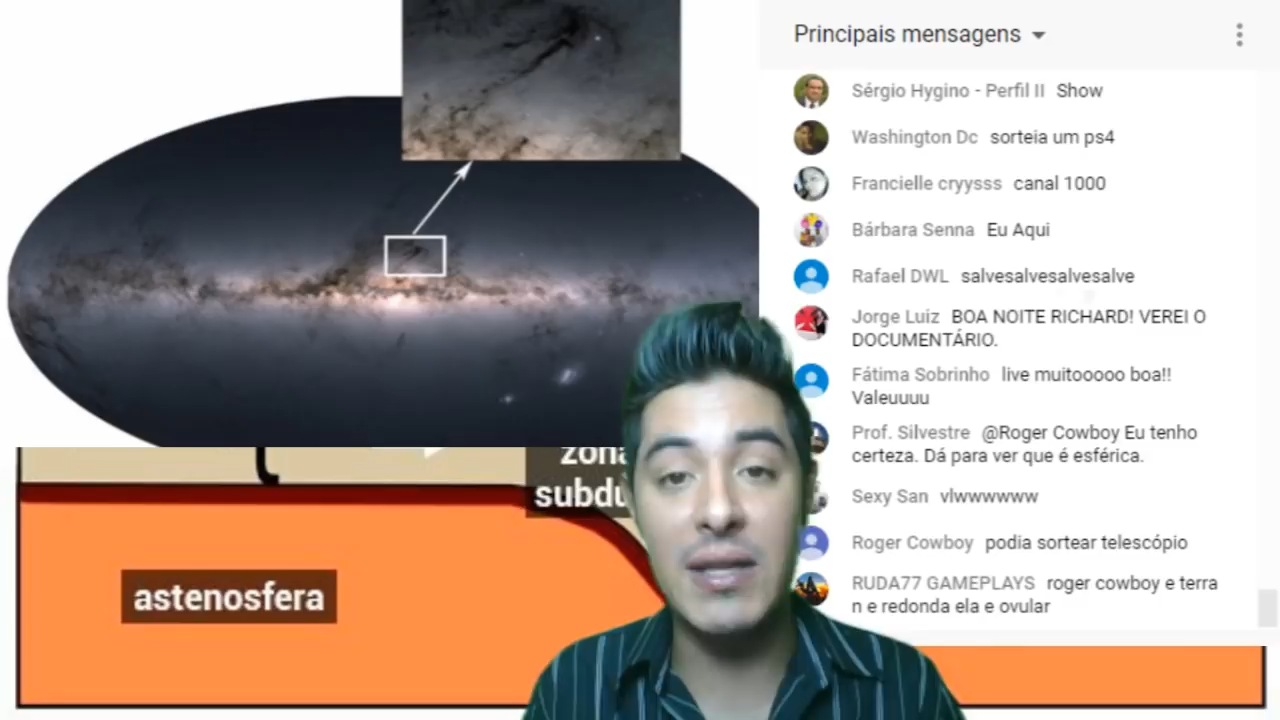 Principais mensagens
Sérgio Hygino - Perfil II Show
Washington Dc sorteia um ps4
Francielle cryysss canal 1000
Bárbara Senna Eu Aqui
Rafael DWL salvesalvesalvesalve
Jorge Luiz BOA NOITE RICHARD! VEREI O
DOCUMENTÁRIO.
Fátima Sobrinho live muitooooo boa!!
Valeuuuu
Prof. Silvestre @Roger Cowboy Eu tenho
certeza. Dá para ver que é esférica.
Sexy San vlwwwwww
Roger Cowboy podia sortear telescópio
RUDA77 GAMEPLAYS roger cowboy e terra
n e redonda ela e ovular
astenosfera